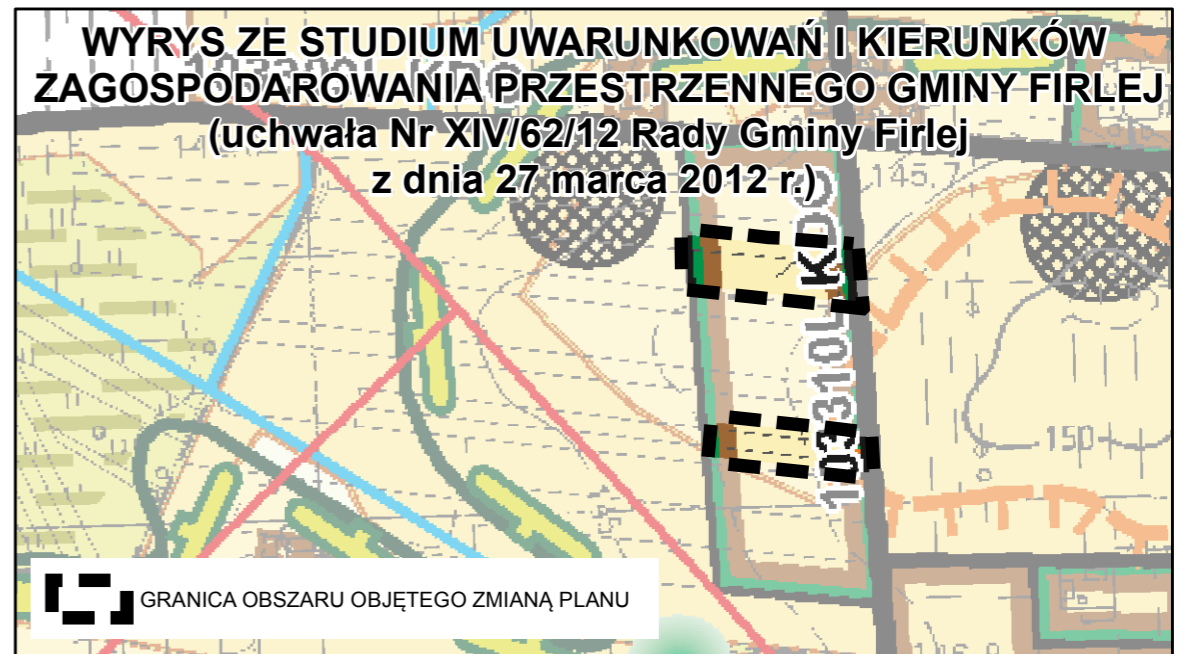 WYRYS ZE STUDIUM UWARUNKOWAŃ I KIERUNKÓW
ZAGOSPODAROWANIA PRZESTRZENNEGO GMINY FIRLEJ
(uchwała Nr XIV/62/12 Rady Gminy Firlej
z dnia 27 marca 2012 r.)
145.7
103310L KDG
150
GRANICA OBSZARU OBJĘTEGO ZMIANĄ PLANU